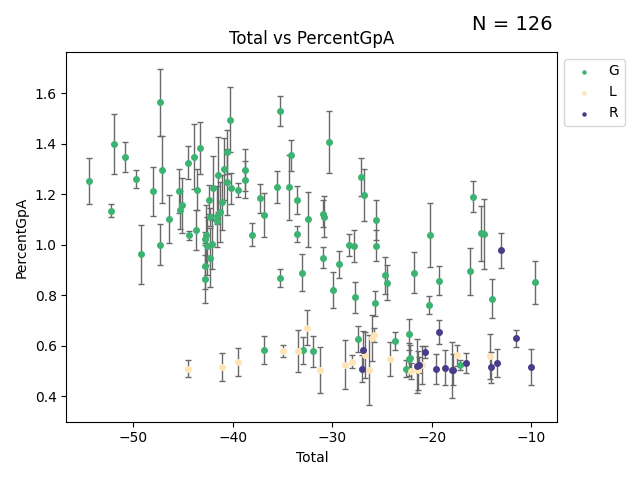 N = 126
Total vs PercentGpA
G
L
R
PercentGpA
1.6
1.4
1.2
1.0
0.8
0.6
0.4
−50
−40
−30
−20
−10
Total